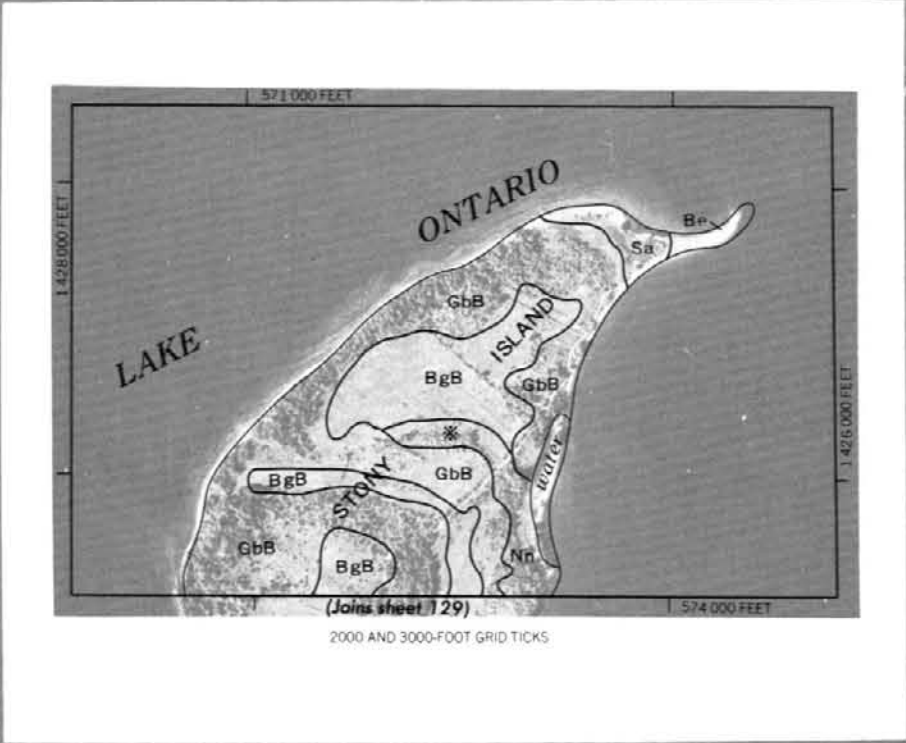 571 000 FEET
ONTARIO
Be
Sa
1 428 000 FEET
GbB
ISLAND
LAKE
BgB
GbB
1 426 000 FEET
water
GbB
STONY
BgB
GbB
Nn
BgB
(Joins sheet 129)
574 000 FEET
2000 AND 3000-FOOT GRID TICKS